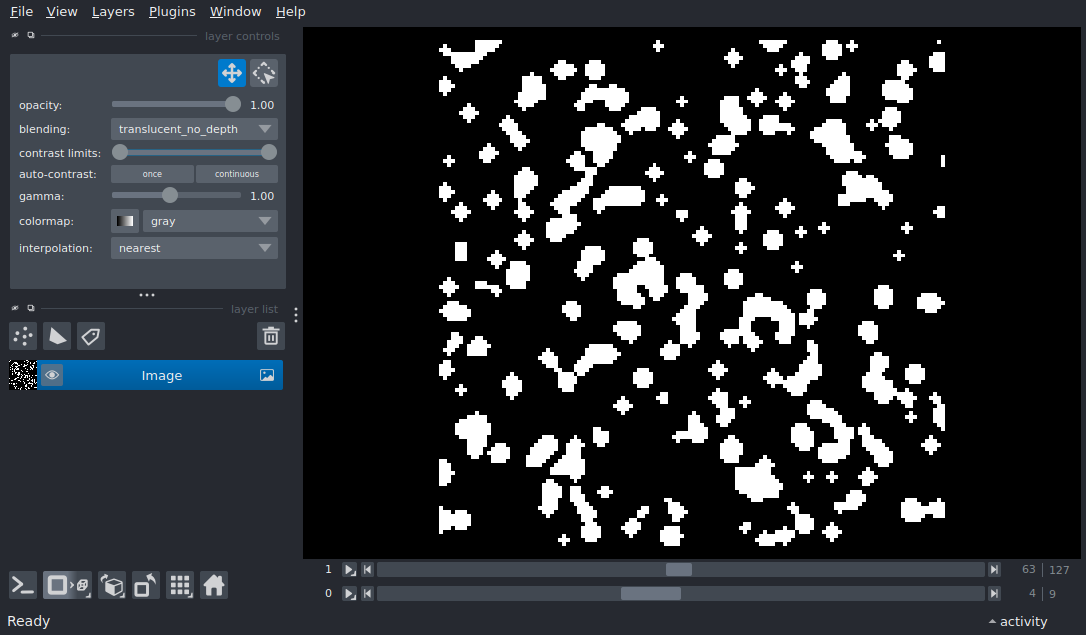 File View Layers Plugins Window Help
layer controls
opacity: 1.00
blending: translucent_no_depth
contrast limits:
auto-contrast: once continuous
gamma: 1.00
colormap: gray
interpolation: nearest
layer list
Image
1 63 127
0 4 9
Ready activity